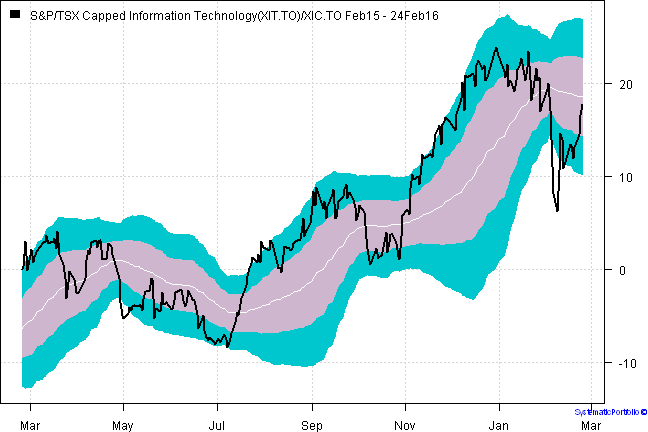 S&P/TSX Capped Information Technology(XIT.TO)/XIC.TO Feb15 - 24Feb16
20
10
0
-10
SystematicPortfolio ©
Mar May Jul Sep Nov Jan Mar